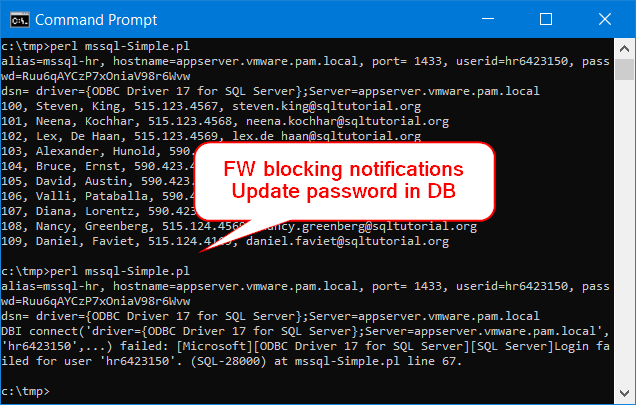 Command Prompt
c:\tmp>perl mssql-Simple.pl
alias=mssql-hr, hostname=appserver.vmware.pam.local, port= 1433, userid=hr6423150, pass
wd=Ruu6qAYCzP7xOniaV98r6Wvw
dsn= driver={ODBC Driver 17 for SQL Server};Server=appserver.vmware.pam.local
100, Steven, King, 515.123.4567, steven.king@sqltutorial.org
101, Neena, Kochhar, 515.123.4568, neena.kochhar@sqltutorial.org
102, Lex, De Haan, 515.123.4569, lex.de haan@sqltutorial.org
103, Alexander, Hunold, 590.
104, Bruce, Ernst, 590.423
105, David, Austin, 590.423
106, Valli, Pataballa, 590.
107, Diana, Lorentz, 590.423
108, Nancy, Greenberg, 515.124.4569, nancy.greenberg@sqltutorial.org
109, Daniel, Faviet, 515.124.4169, daniel.faviet@sqltutorial.org
FW blocking notifications
Update password in DB
c:\tmp>perl mssql-Simple.pl
alias=mssql-hr, hostname=appserver.vmware.pam.local, port= 1433, userid=hr6423150, pass
wd=Ruu6qAYCzP7xOniaV98r6Wvw
dsn= driver={ODBC Driver 17 for SQL Server};Server=appserver.vmware.pam.local
DBI connect('driver={ODBC Driver 17 for SQL Server};Server=appserver.vmware.pam.local',
'hr6423150',...) failed: [Microsoft][ODBC Driver 17 for SQL Server][SQL Server]Login fa
iled for user 'hr6423150'. (SQL-28000) at mssql-Simple.pl line 67.
c:\tmp>